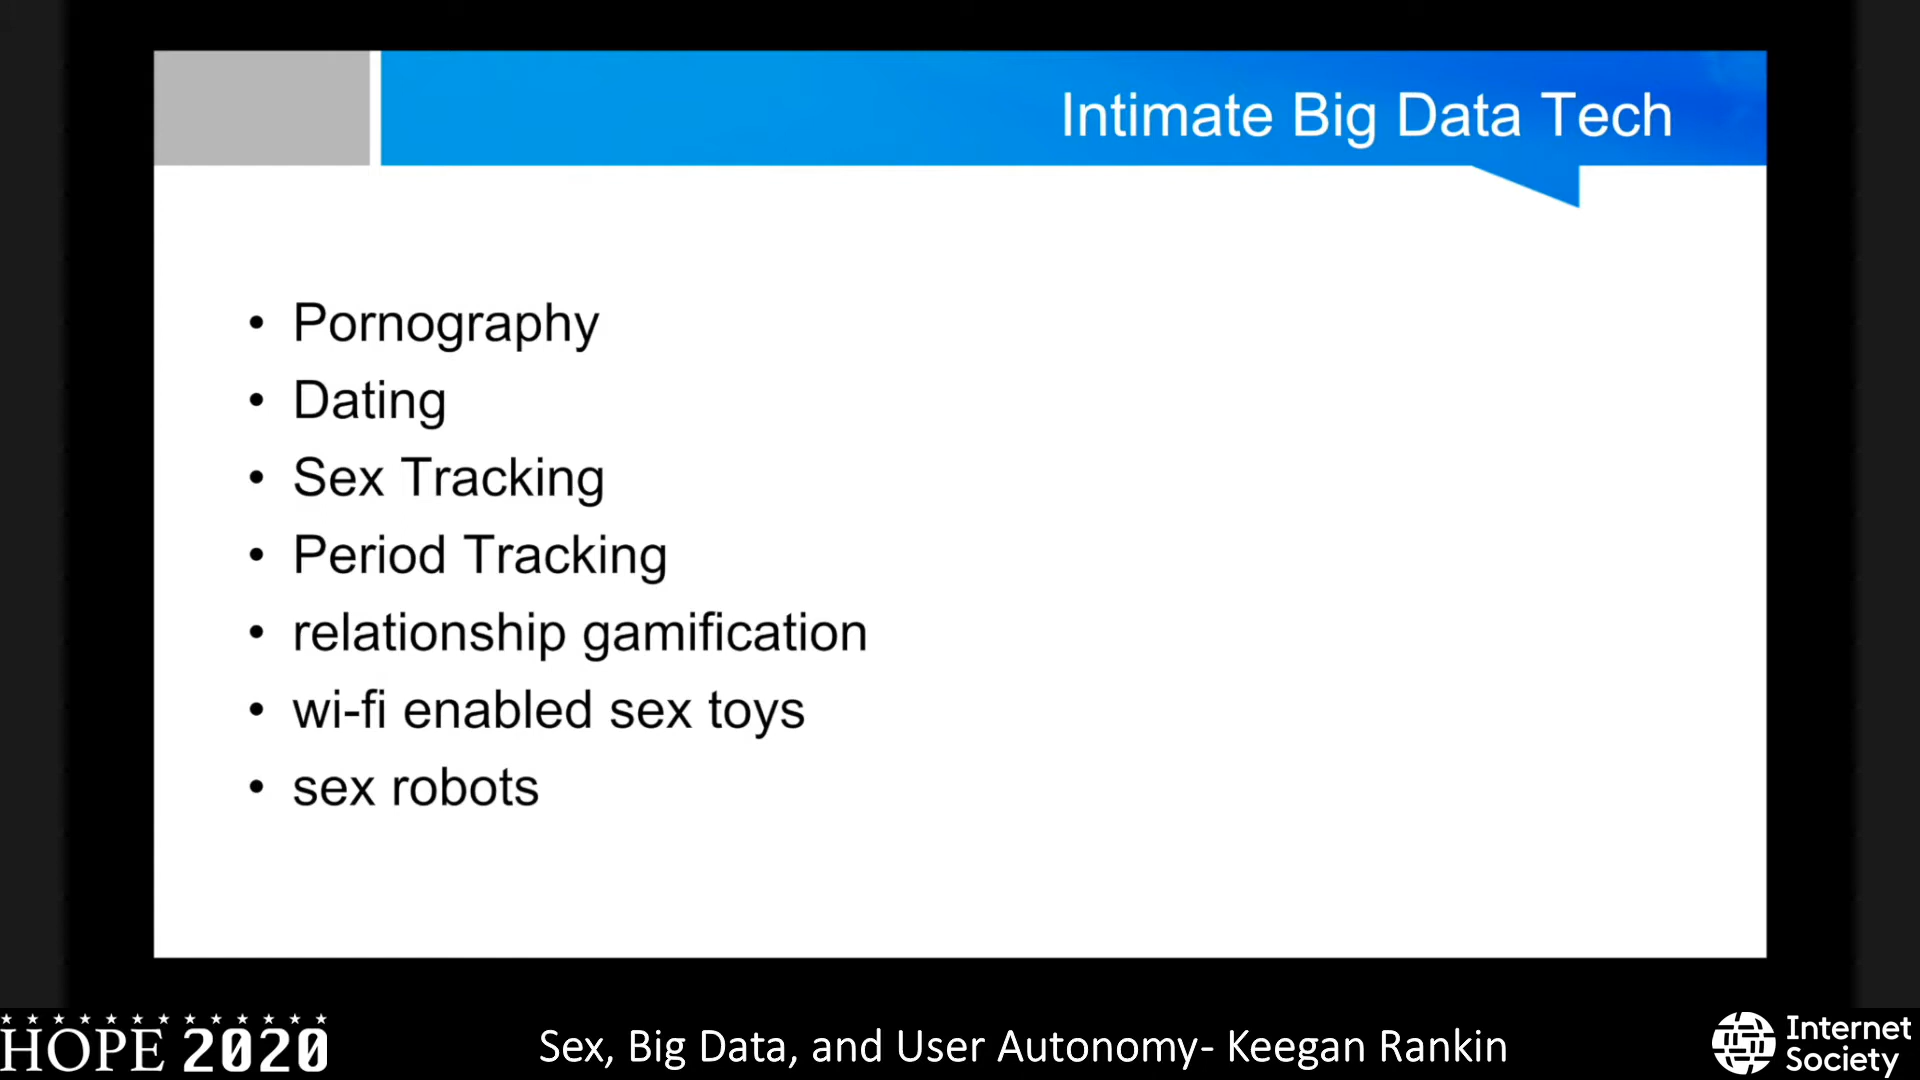 Intimate Big Data Tech
• Pornography
• Dating
• Sex Tracking
• Period Tracking
• relationship gamification
• wi-fi enabled sex toys
• sex robots
HOPE 2020
Sex, Big Data, and User Autonomy- Keegan Rankin
Internet
Society